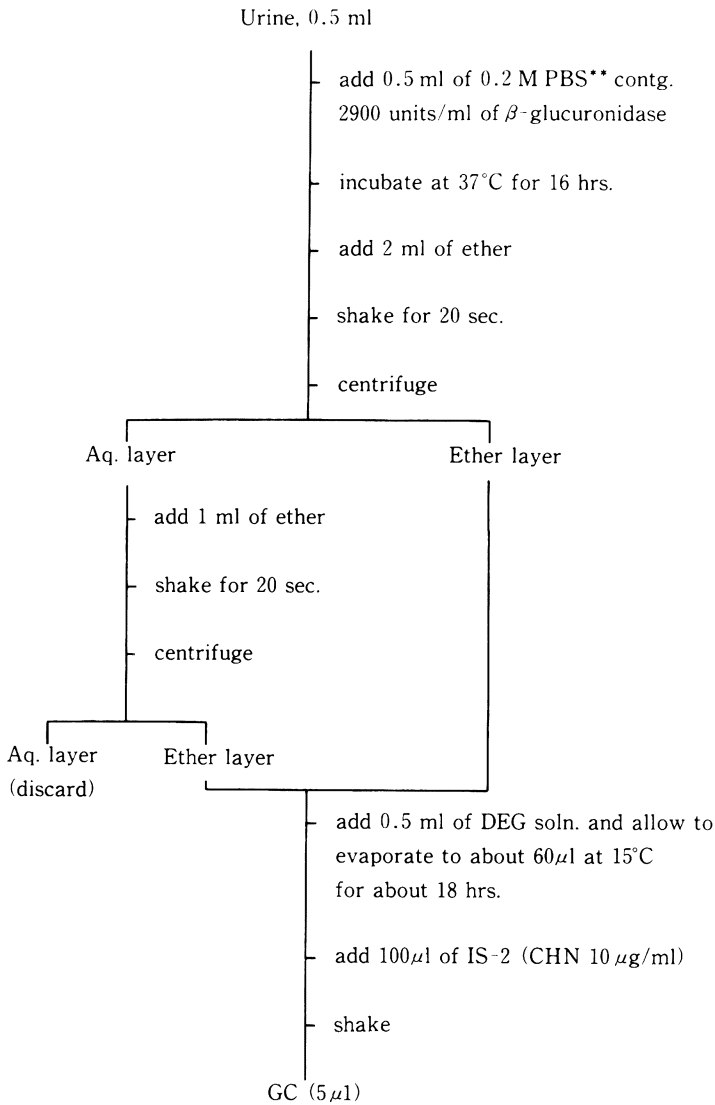 Urine, 0.5 ml
add 0.5 ml of 0.2 M PBS** contg.
2900 units/ml of β-glucuronidase
incubate at 37°C for 16 hrs.
add 2 ml of ether
shake for 20 sec.
centrifuge
Aq. layer
Ether layer
add 1 ml of ether
shake for 20 sec.
centrifuge
Aq. layer
(discard)
Ether layer
add 0.5 ml of DEG soln. and allow to
evaporate to about 60μl at 15°C
for about 18 hrs.
add 100μl of IS-2 (CHN 10 μg/ml)
shake
GC (5μl)